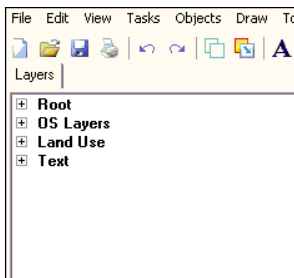 File Edit View Tasks Objects Draw
A
Layers
Root
OS Layers
Land Use
Text